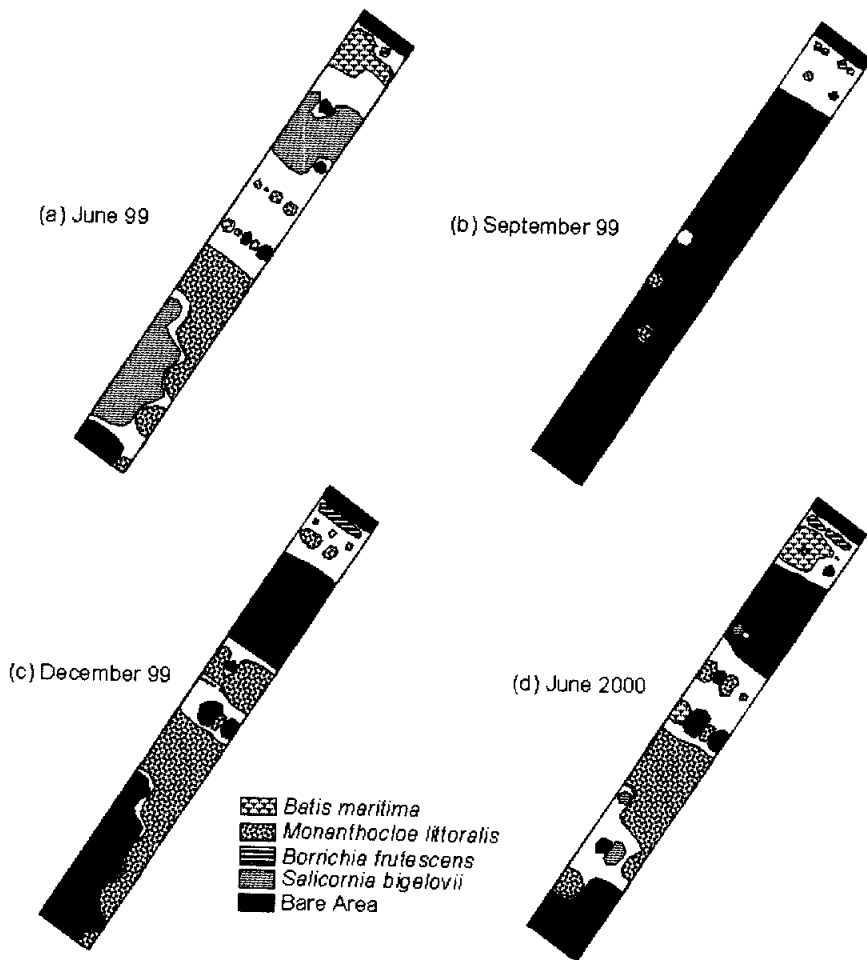 (a) June 99
(b) September 99
(c) December 99
(d) June 2000
Batis maritima
Monanthocloe littoralis
Borrichia frutescens
Salicornia bigelovii
Bare Area